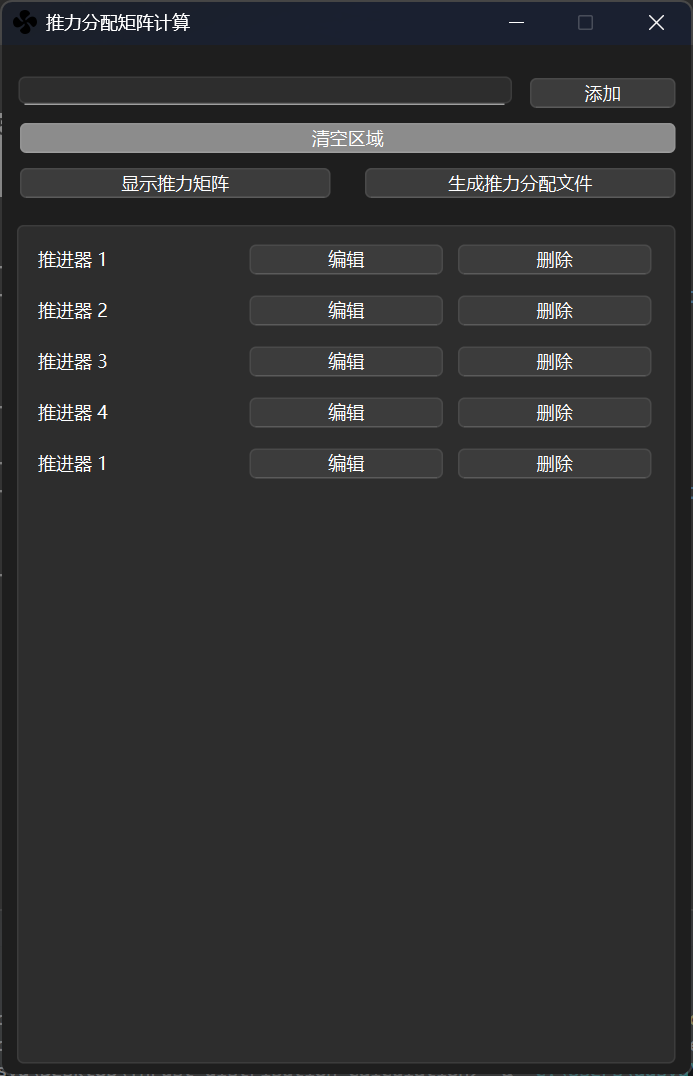 推力分配矩阵计算
添加
清空区域
显示推力矩阵 生成推力分配文件
推进器 1 编辑 删除
推进器 2 编辑 删除
推进器 3 编辑 删除
推进器 4 编辑 删除
推进器 1 编辑 删除